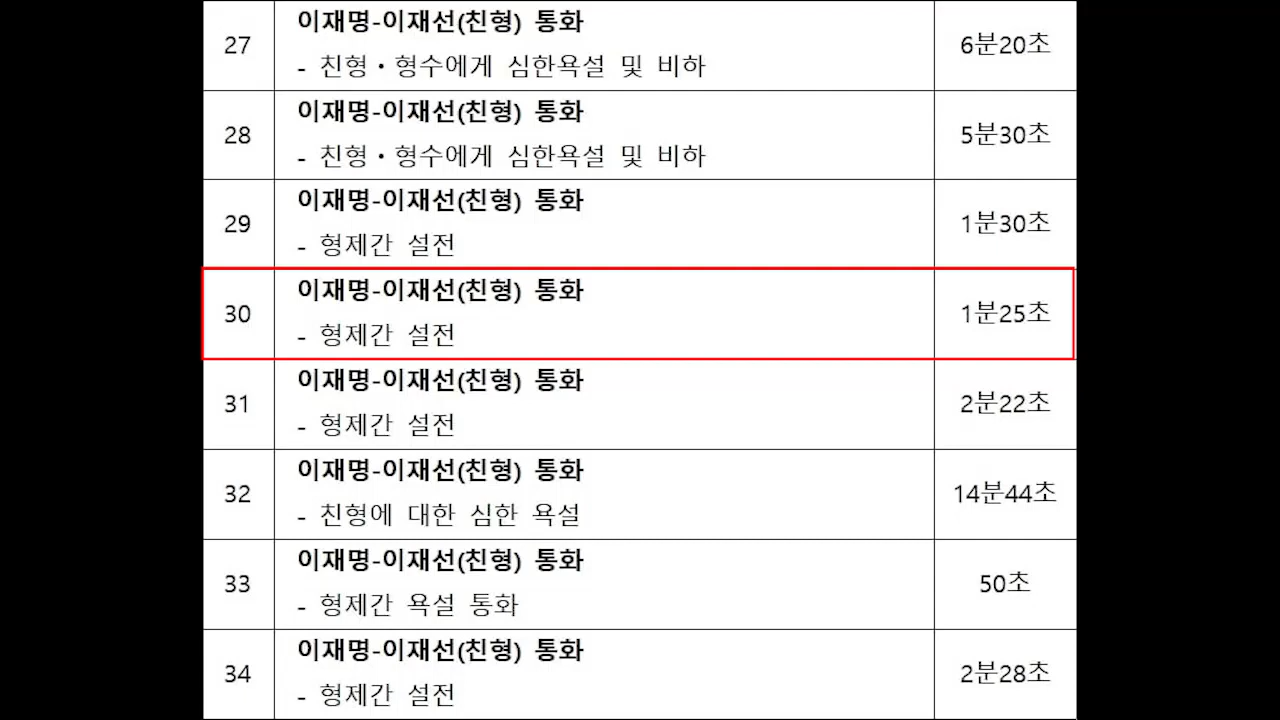 27
이재명-이재선(친형) 통화
- 친형・형수에게 심한욕설 및 비하
6분20초
28
이재명-이재선(친형) 통화
- 친형・형수에게 심한욕설 및 비하
5분30초
29
이재명-이재선(친형) 통화
- 형제간 설전
1분30초
30
이재명-이재선(친형) 통화
- 형제간 설전
1분25초
31
이재명-이재선(친형) 통화
- 형제간 설전
2분22초
32
이재명-이재선(친형) 통화
- 친형에 대한 심한 욕설
14분44초
33
이재명-이재선(친형) 통화
- 형제간 욕설 통화
50초
34
이재명-이재선(친형) 통화
- 형제간 설전
2분28초